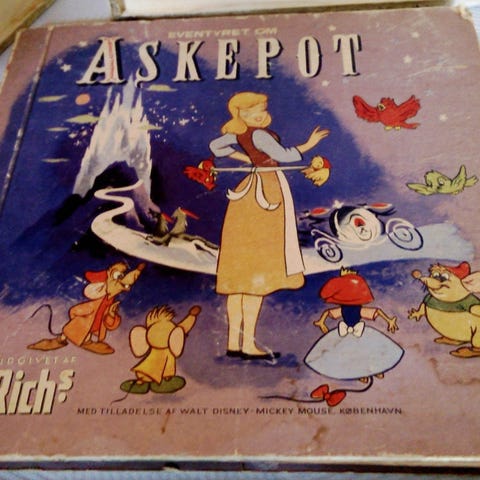 EVENTYRET OM
ASKEPOT
UDGIVET AF
Richs.
MED TILLADELSE AF WALT DISNEY - MICKEY MOUSE, KØBENHAVN